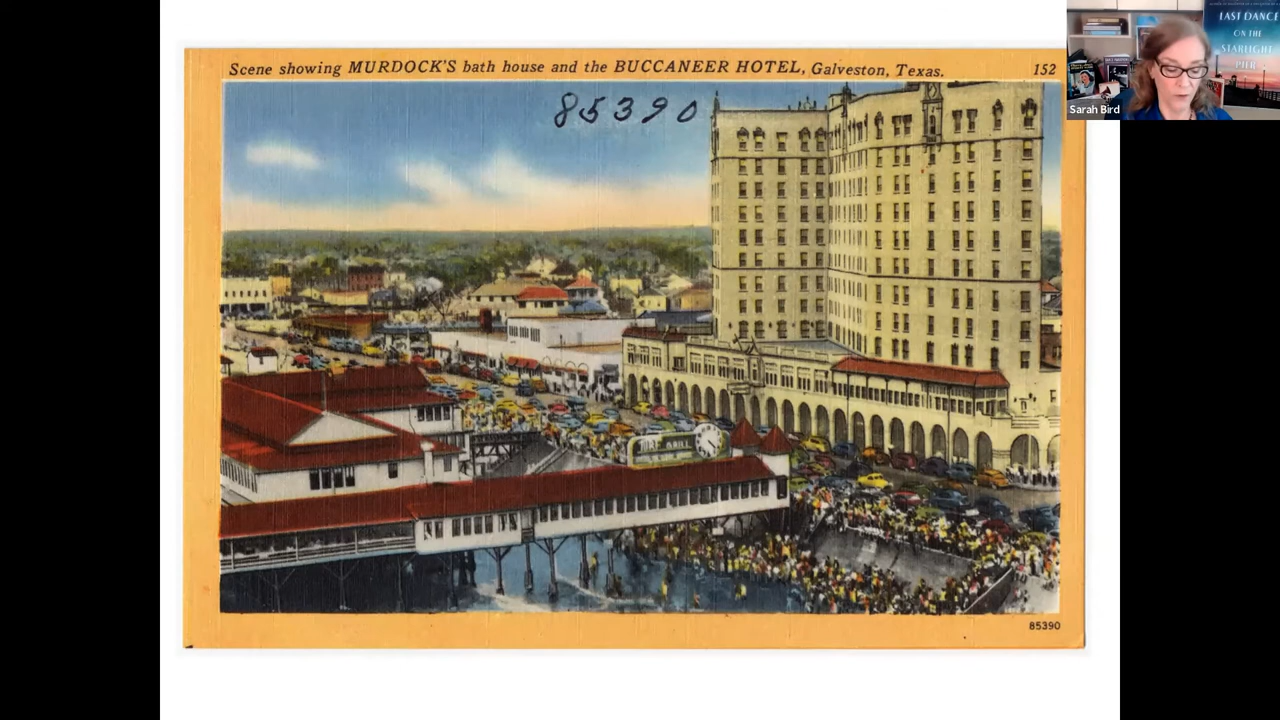 Scene showing MURDOCK'S bath house and the BUCCANEER HOTEL, Galveston, Texas. 152
85390
85390
LAST DANCE
ON THE
STARLIGHT
PIER
Sarah Bird